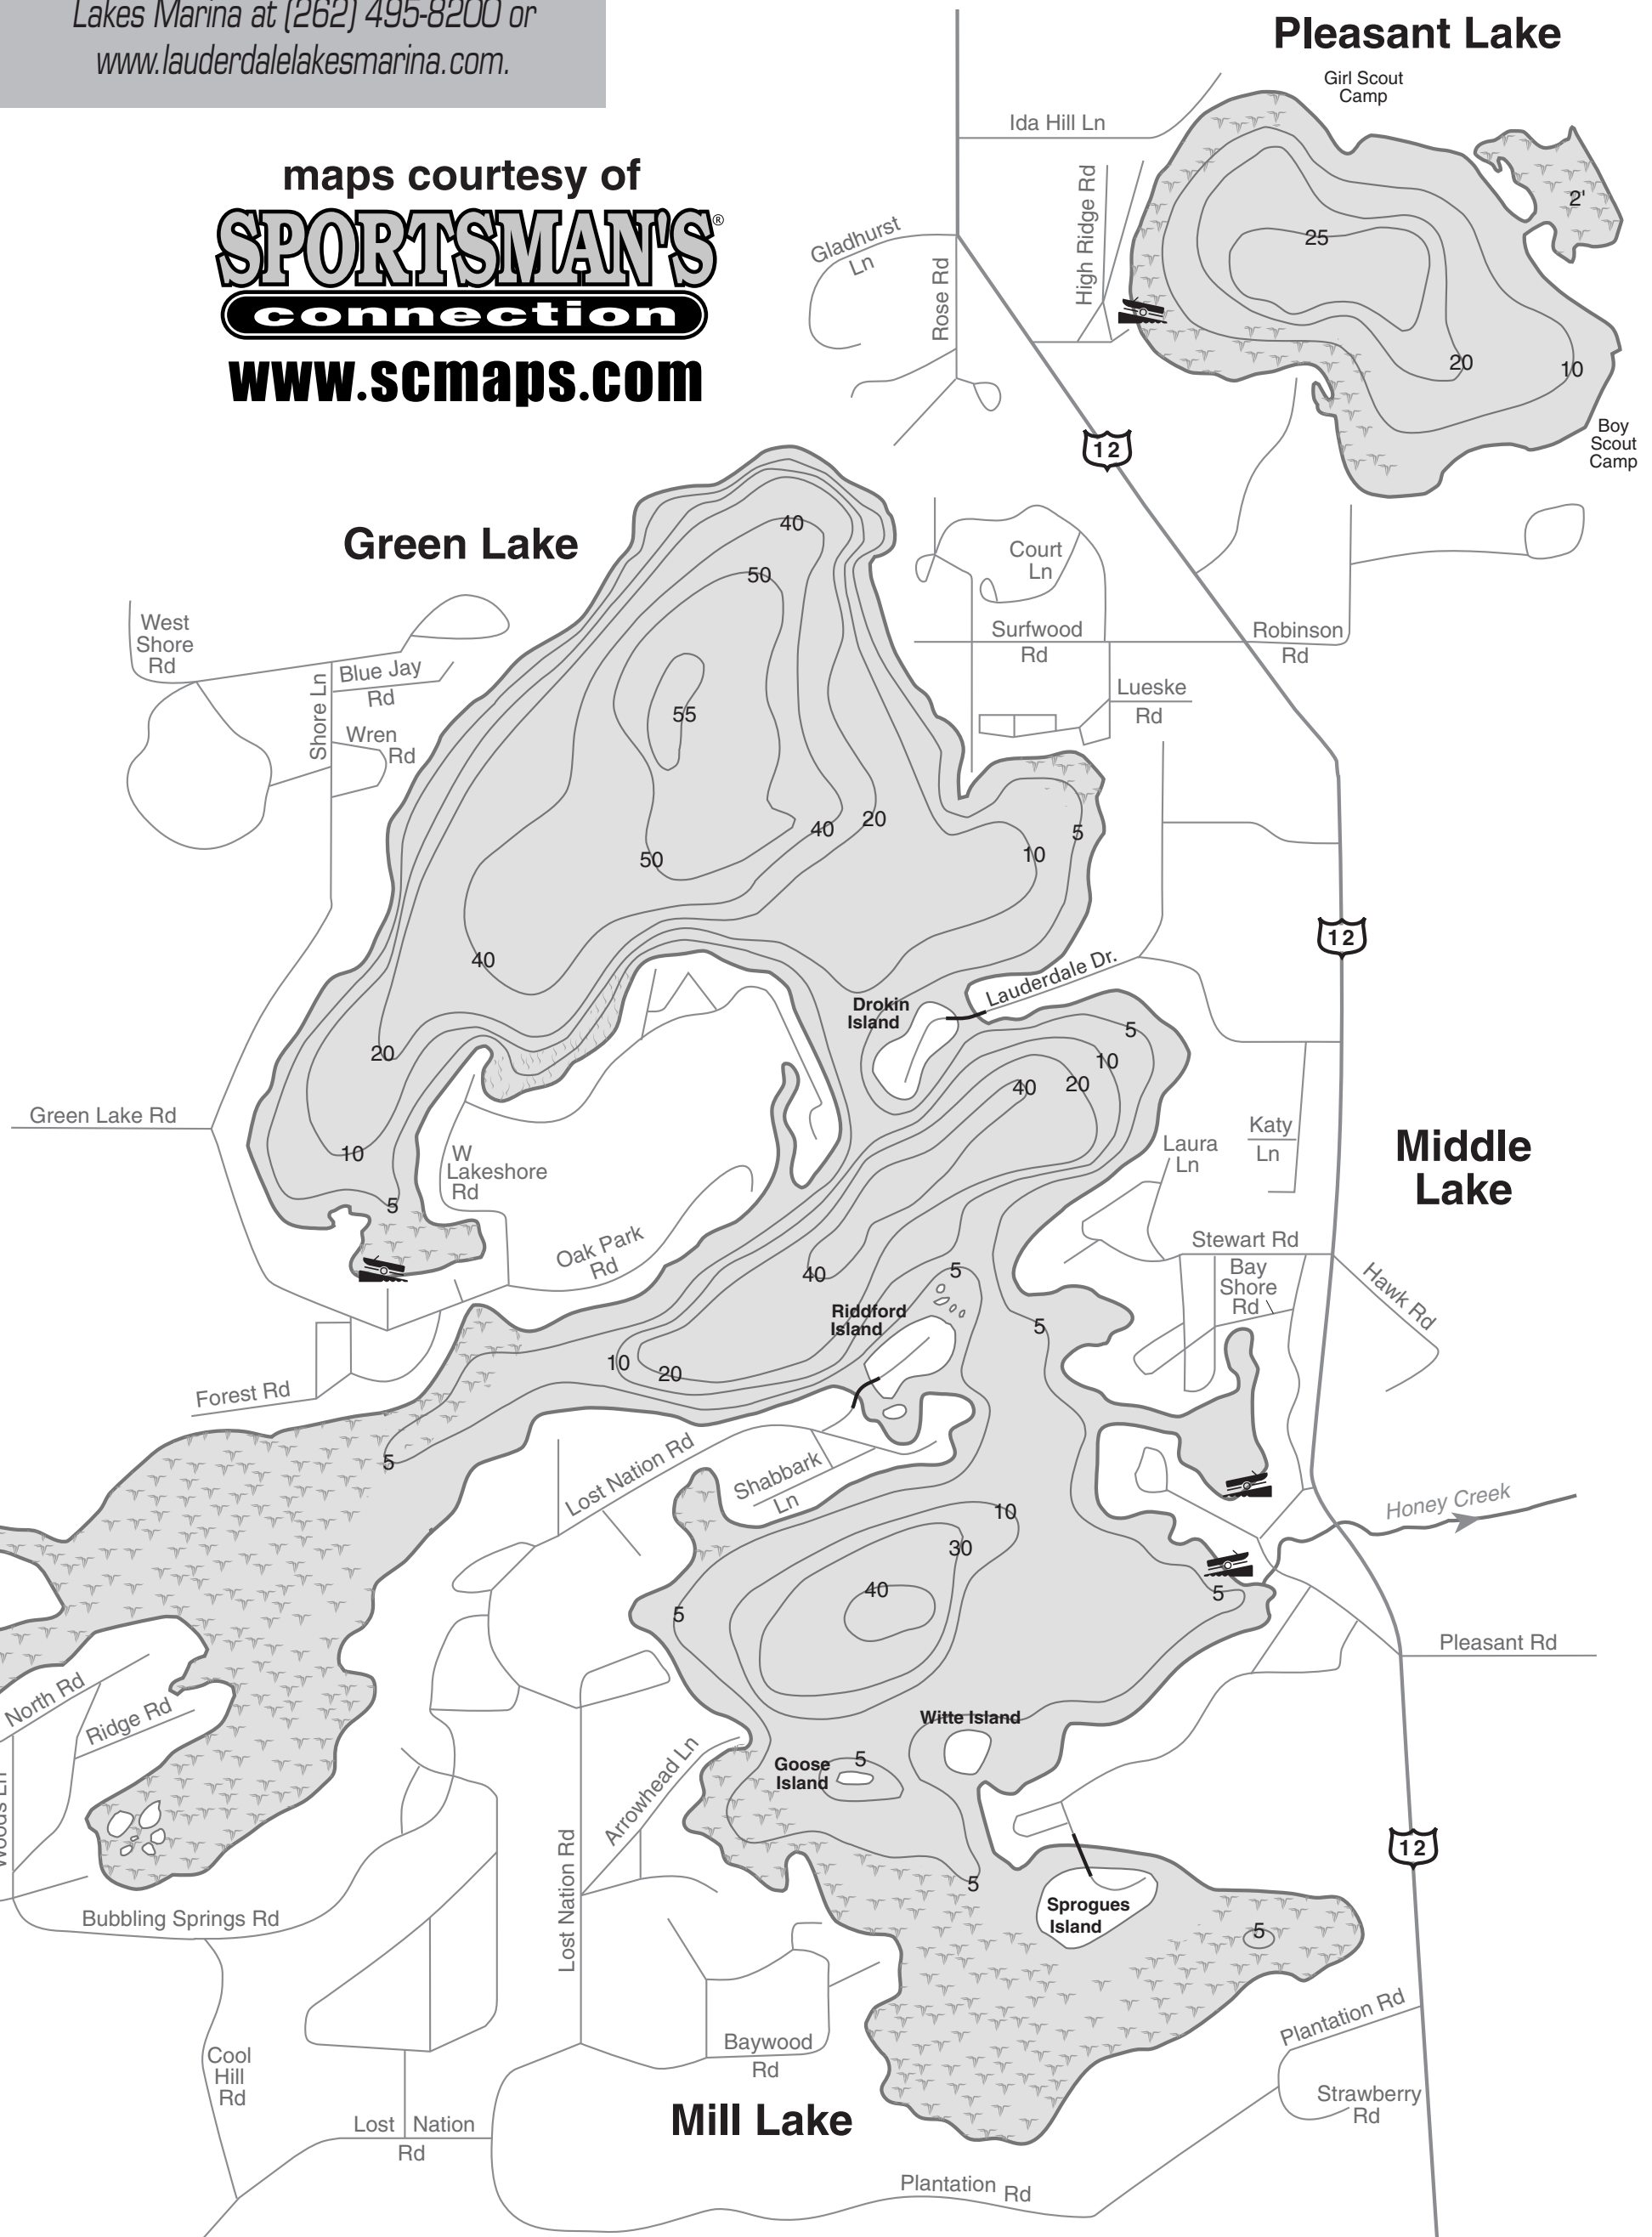 Lakes Marina at (262) 495-8200 or
www.lauderdalelakesmarina.com.
maps courtesy of
SPORTSMAN'S®
connection
www.scmaps.com
Pleasant Lake
Girl Scout
Camp
Ida Hill Ln
High Ridge Rd
Gladhurst
Ln
Rose Rd
2'
25
20
10
Boy
Scout
Camp
12
Green Lake
40
50
55
50
40
20
40
20
10
5
10
5
Court
Ln
Surfwood
Rd
Robinson
Rd
Lueske
Rd
West
Shore
Rd
Blue Jay
Rd
Shore Ln
Wren
Rd
12
Lauderdale Dr.
Drokin
Island
Green Lake Rd
W
Lakeshore
Rd
Oak Park
Rd
Forest Rd
Middle
Lake
5
10
20
40
40
5
5
10
20
5
Katy
Ln
Laura
Ln
Stewart Rd
Bay
Shore
Rd
Hawk Rd
Riddford
Island
Lost Nation Rd
Shabbark
Ln
Honey Creek
10
30
40
5
5
Pleasant Rd
North Rd
Ridge Rd
Woods Ln
Witte Island
Goose
Island
5
Arrowhead Ln
Lost Nation Rd
12
5
Sprogues
Island
5
Bubbling Springs Rd
Cool
Hill
Rd
Baywood
Rd
Plantation Rd
Strawberry
Rd
Mill Lake
Lost Nation
Rd
Plantation Rd